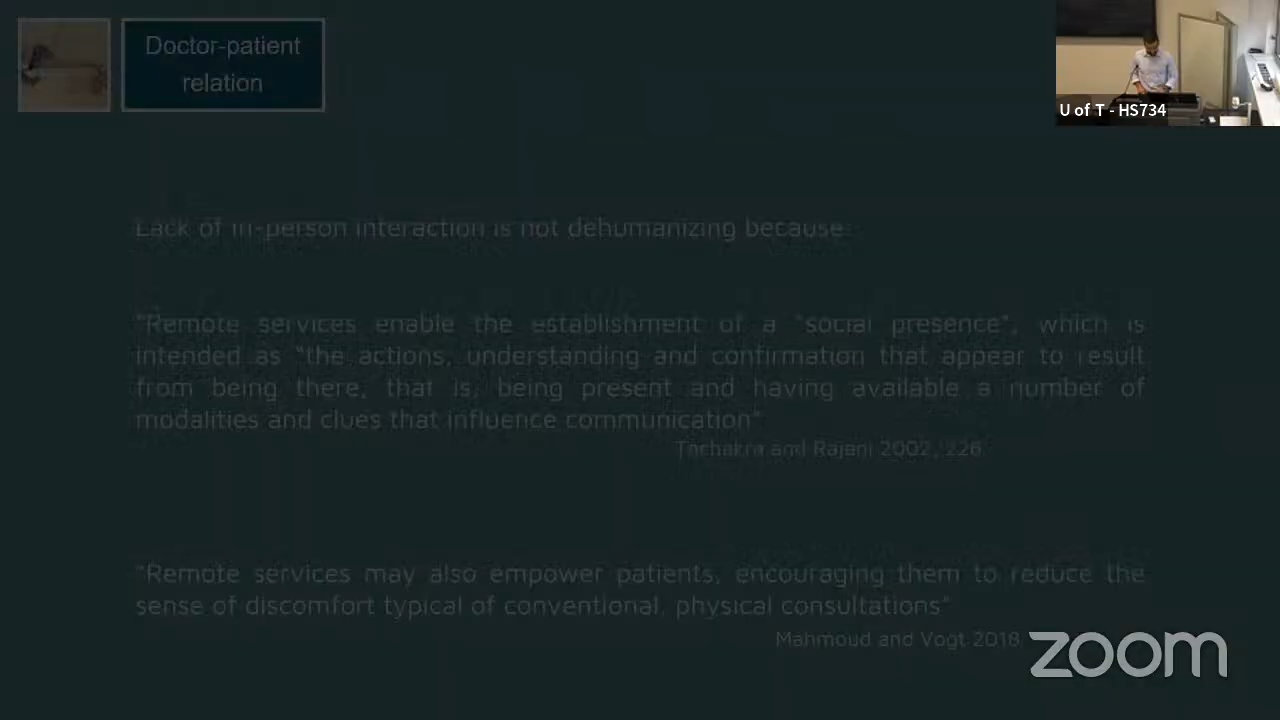 Doctor-patient
relation
U of T - HS734
Lack of in-person interaction is not dehumanizing because:
"Remote services enable the establishment of a "social presence", which is
intended as "the actions, understanding and confirmation that appear to result
from being there, that is, being present and having available a number of
modalities and clues that influence communication"
Tachakra and Rajani 2002, 226
"Remote services may also empower patients, encouraging them to reduce the
sense of discomfort typical of conventional, physical consultations"
Mahmoud and Vogt 2018
zoom